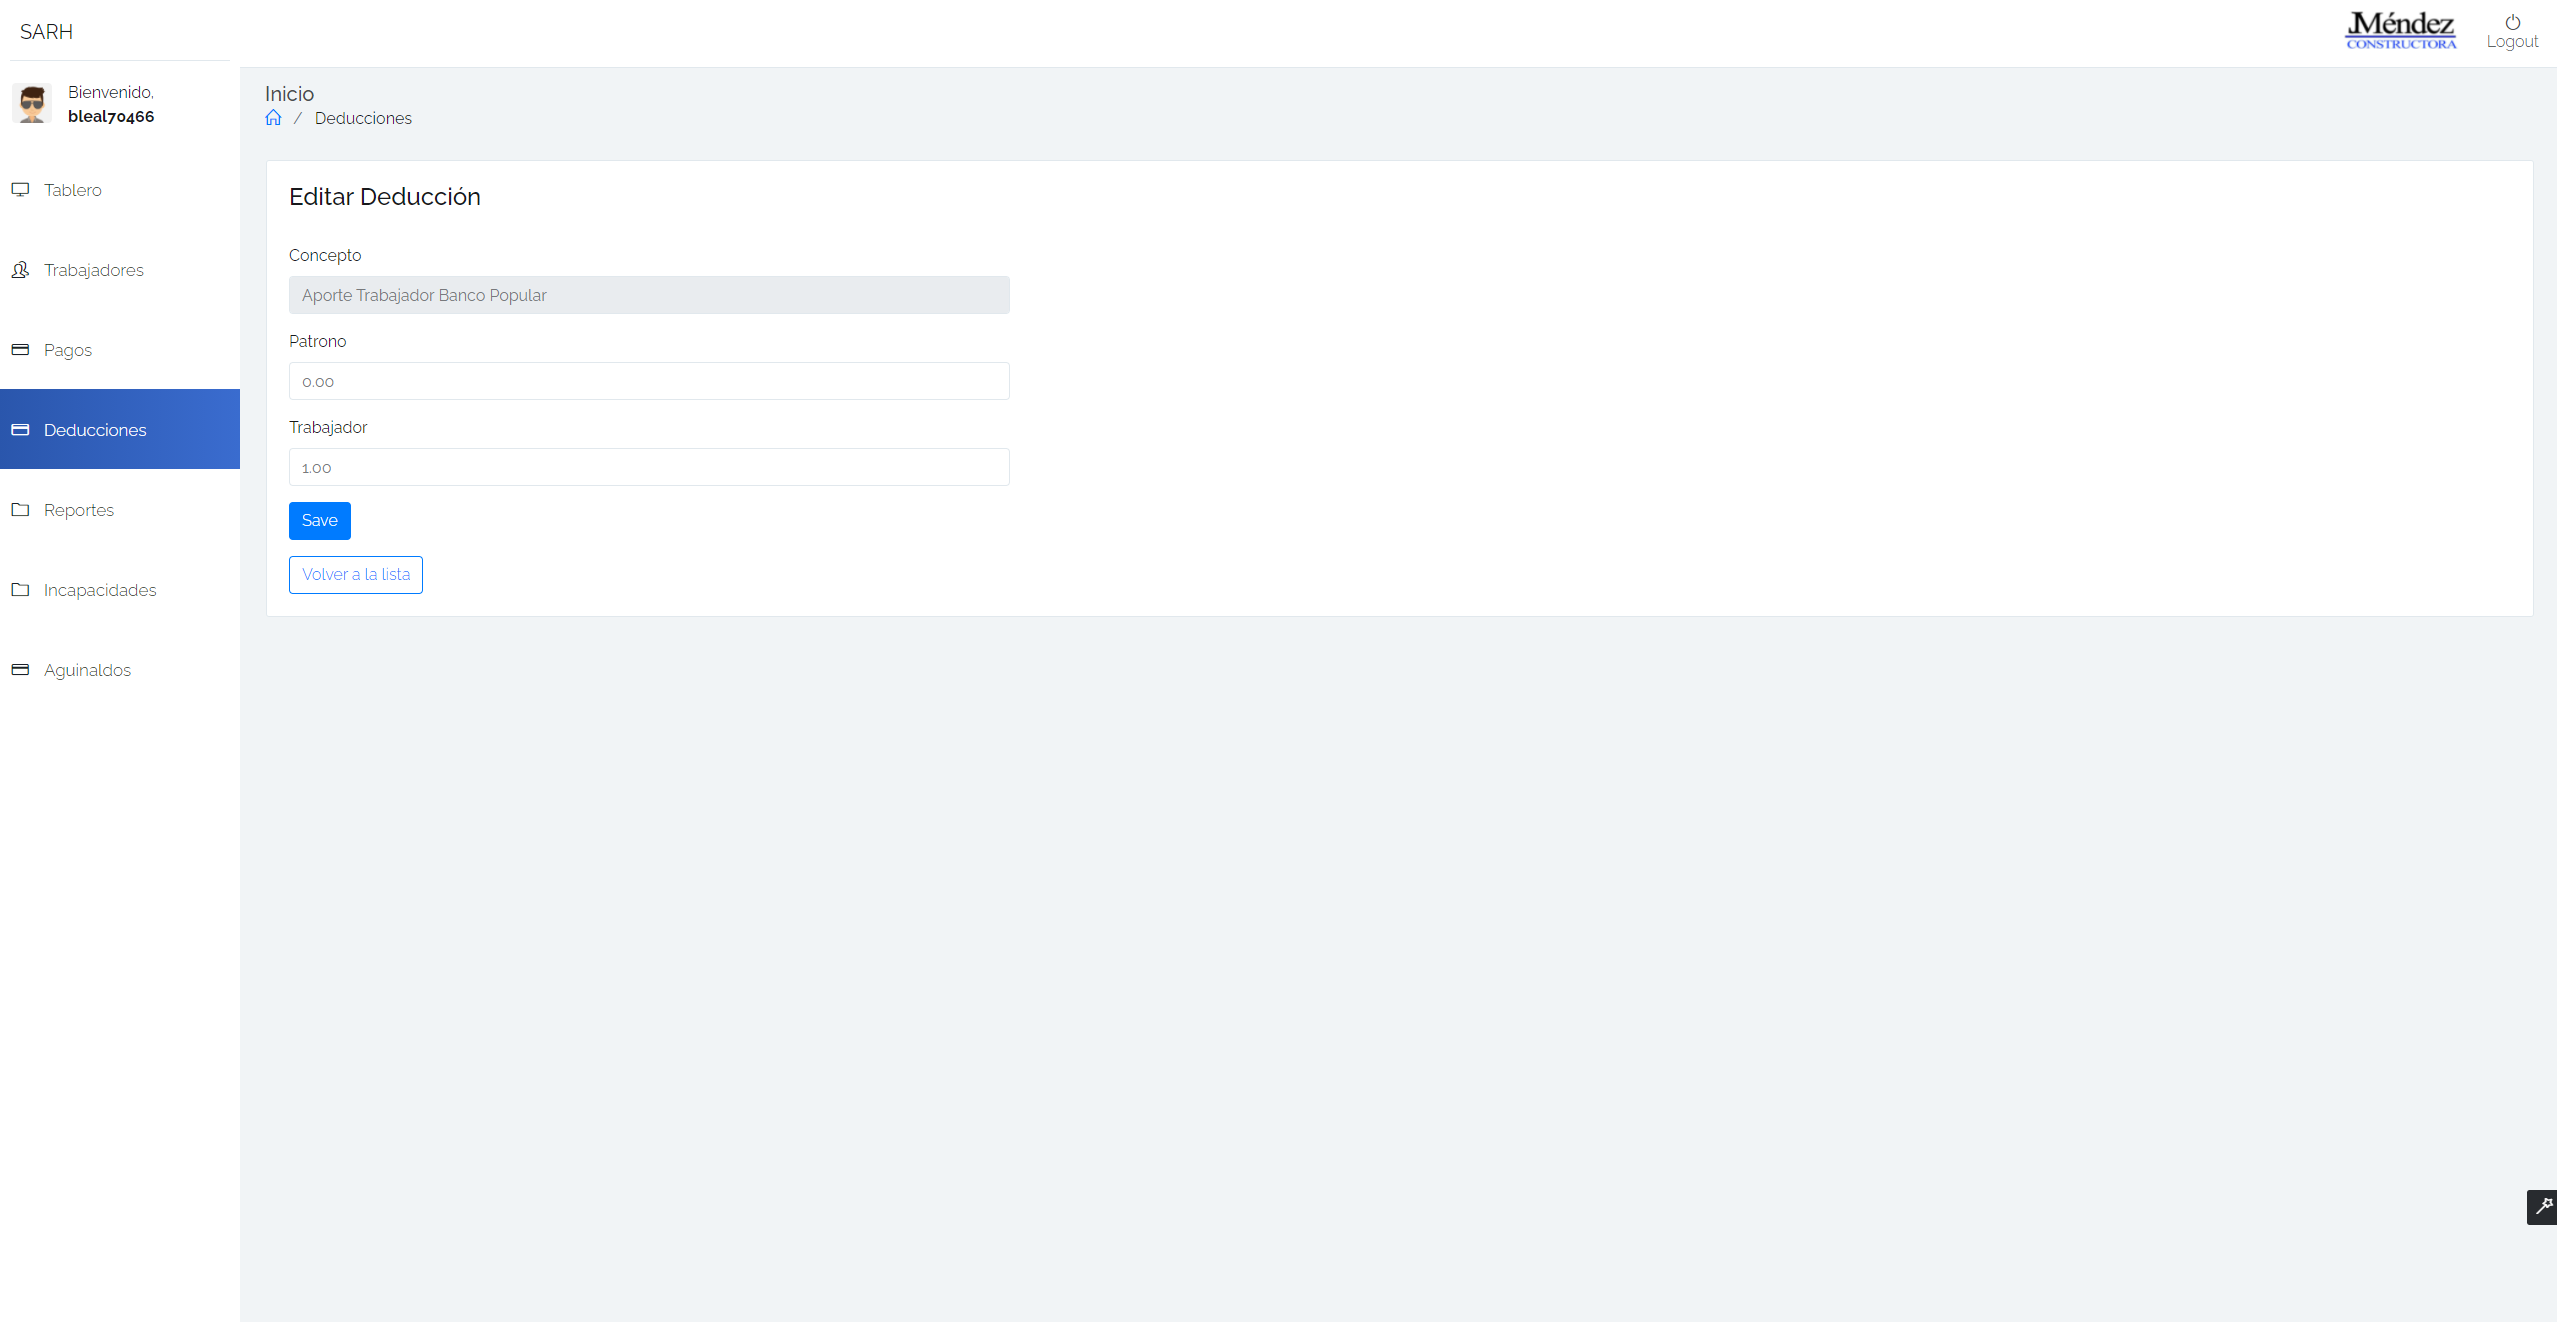 SARH
JMéndez
CONSTRUCTORA
Logout
Bienvenido,
bleal70466
Inicio
/ Deducciones
Tablero
Trabajadores
Pagos
Deducciones
Reportes
Incapacidades
Aguinaldos
Editar Deducción
Concepto
Aporte Trabajador Banco Popular
Patrono
0.00
Trabajador
1.00
Save
Volver a la lista